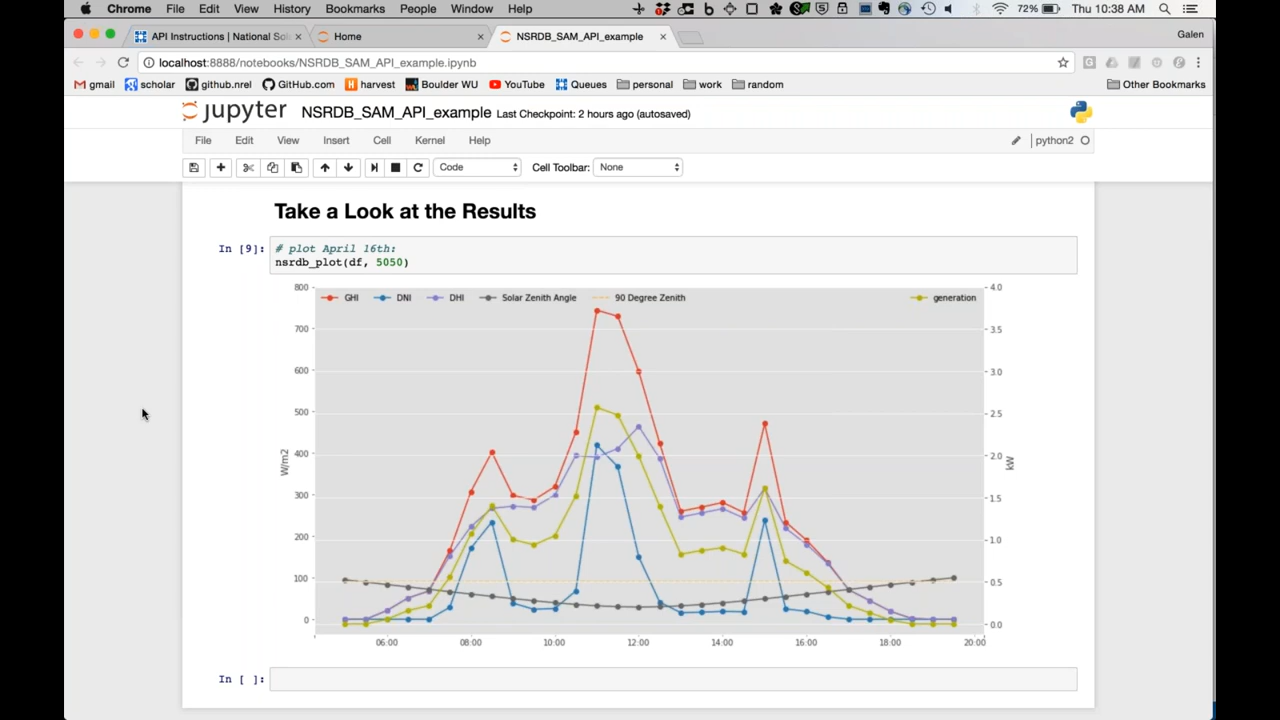 Chrome File Edit View History Bookmarks People Window Help 72% Thu 10:38 AM
API Instructions | National Sol Home NSRDB_SAM_API_example Galen
localhost:8888/notebooks/NSRDB_SAM_API_example.ipynb
gmail scholar github.nrel GitHub.com harvest Boulder WU YouTube Queues personal work random Other Bookmarks
jupyter NSRDB_SAM_API_example Last Checkpoint: 2 hours ago (autosaved)
File Edit View Insert Cell Kernel Help python2
Code Cell Toolbar: None
Take a Look at the Results
In [9]: # plot April 16th:
nsrdb_plot(df, 5050)
GHI DNI DHI Solar Zenith Angle 90 Degree Zenith generation
800 4.0
700 3.5
600 3.0
500 2.5
400 2.0
W/m2 kW
300 1.5
200 1.0
100 0.5
0 0.0
06:00 08:00 10:00 12:00 14:00 16:00 18:00 20:00
In [ ]: